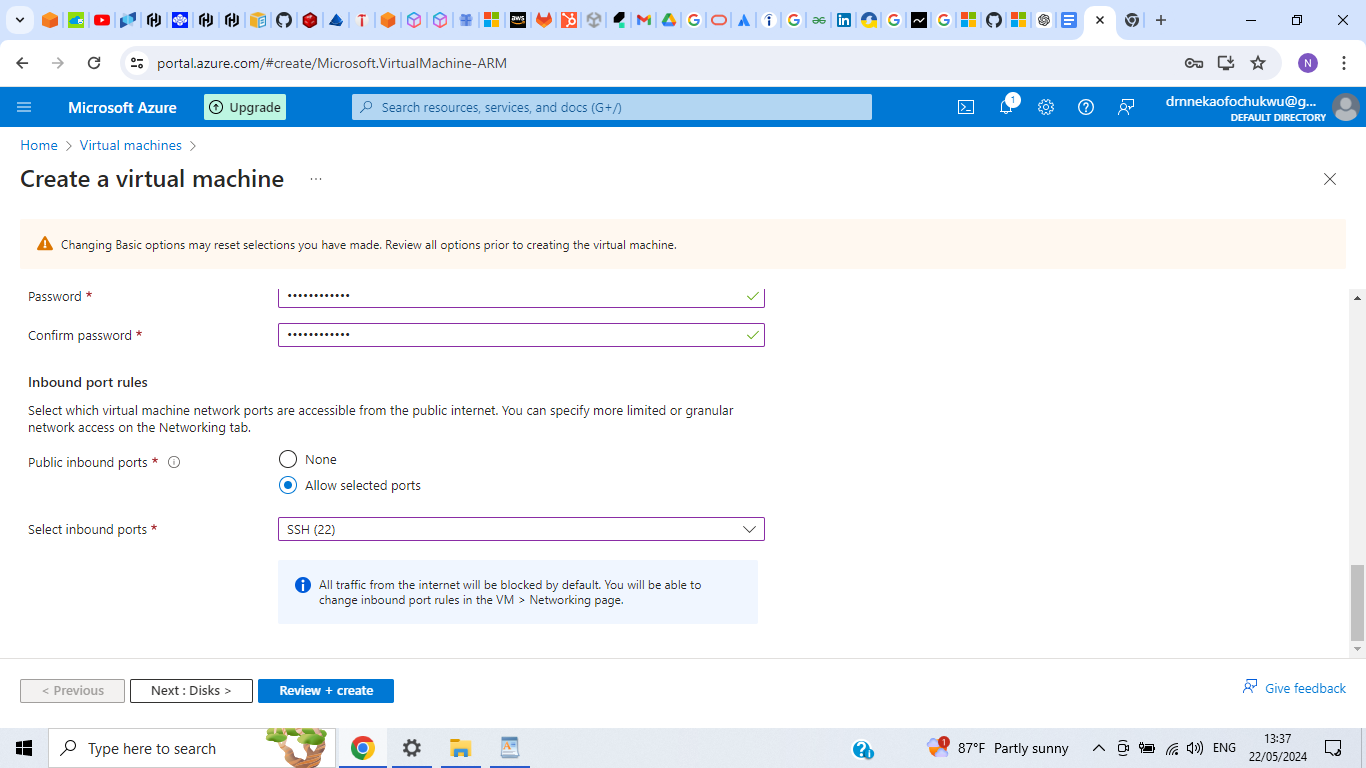 portal.azure.com/#create/Microsoft.VirtualMachine-ARM
N
Microsoft Azure
Upgrade
Search resources, services, and docs (G+/)
1
drnnekaofochukwu@g...
DEFAULT DIRECTORY
Home > Virtual machines >
Create a virtual machine ...
Changing Basic options may reset selections you have made. Review all options prior to creating the virtual machine.
Password *
Confirm password *
Inbound port rules
Select which virtual machine network ports are accessible from the public internet. You can specify more limited or granular
network access on the Networking tab.
Public inbound ports *
None
Allow selected ports
Select inbound ports *
SSH (22)
All traffic from the internet will be blocked by default. You will be able to
change inbound port rules in the VM > Networking page.
< Previous
Next : Disks >
Review + create
Give feedback
Type here to search
1
87°F Partly sunny
ENG
13:37
22/05/2024